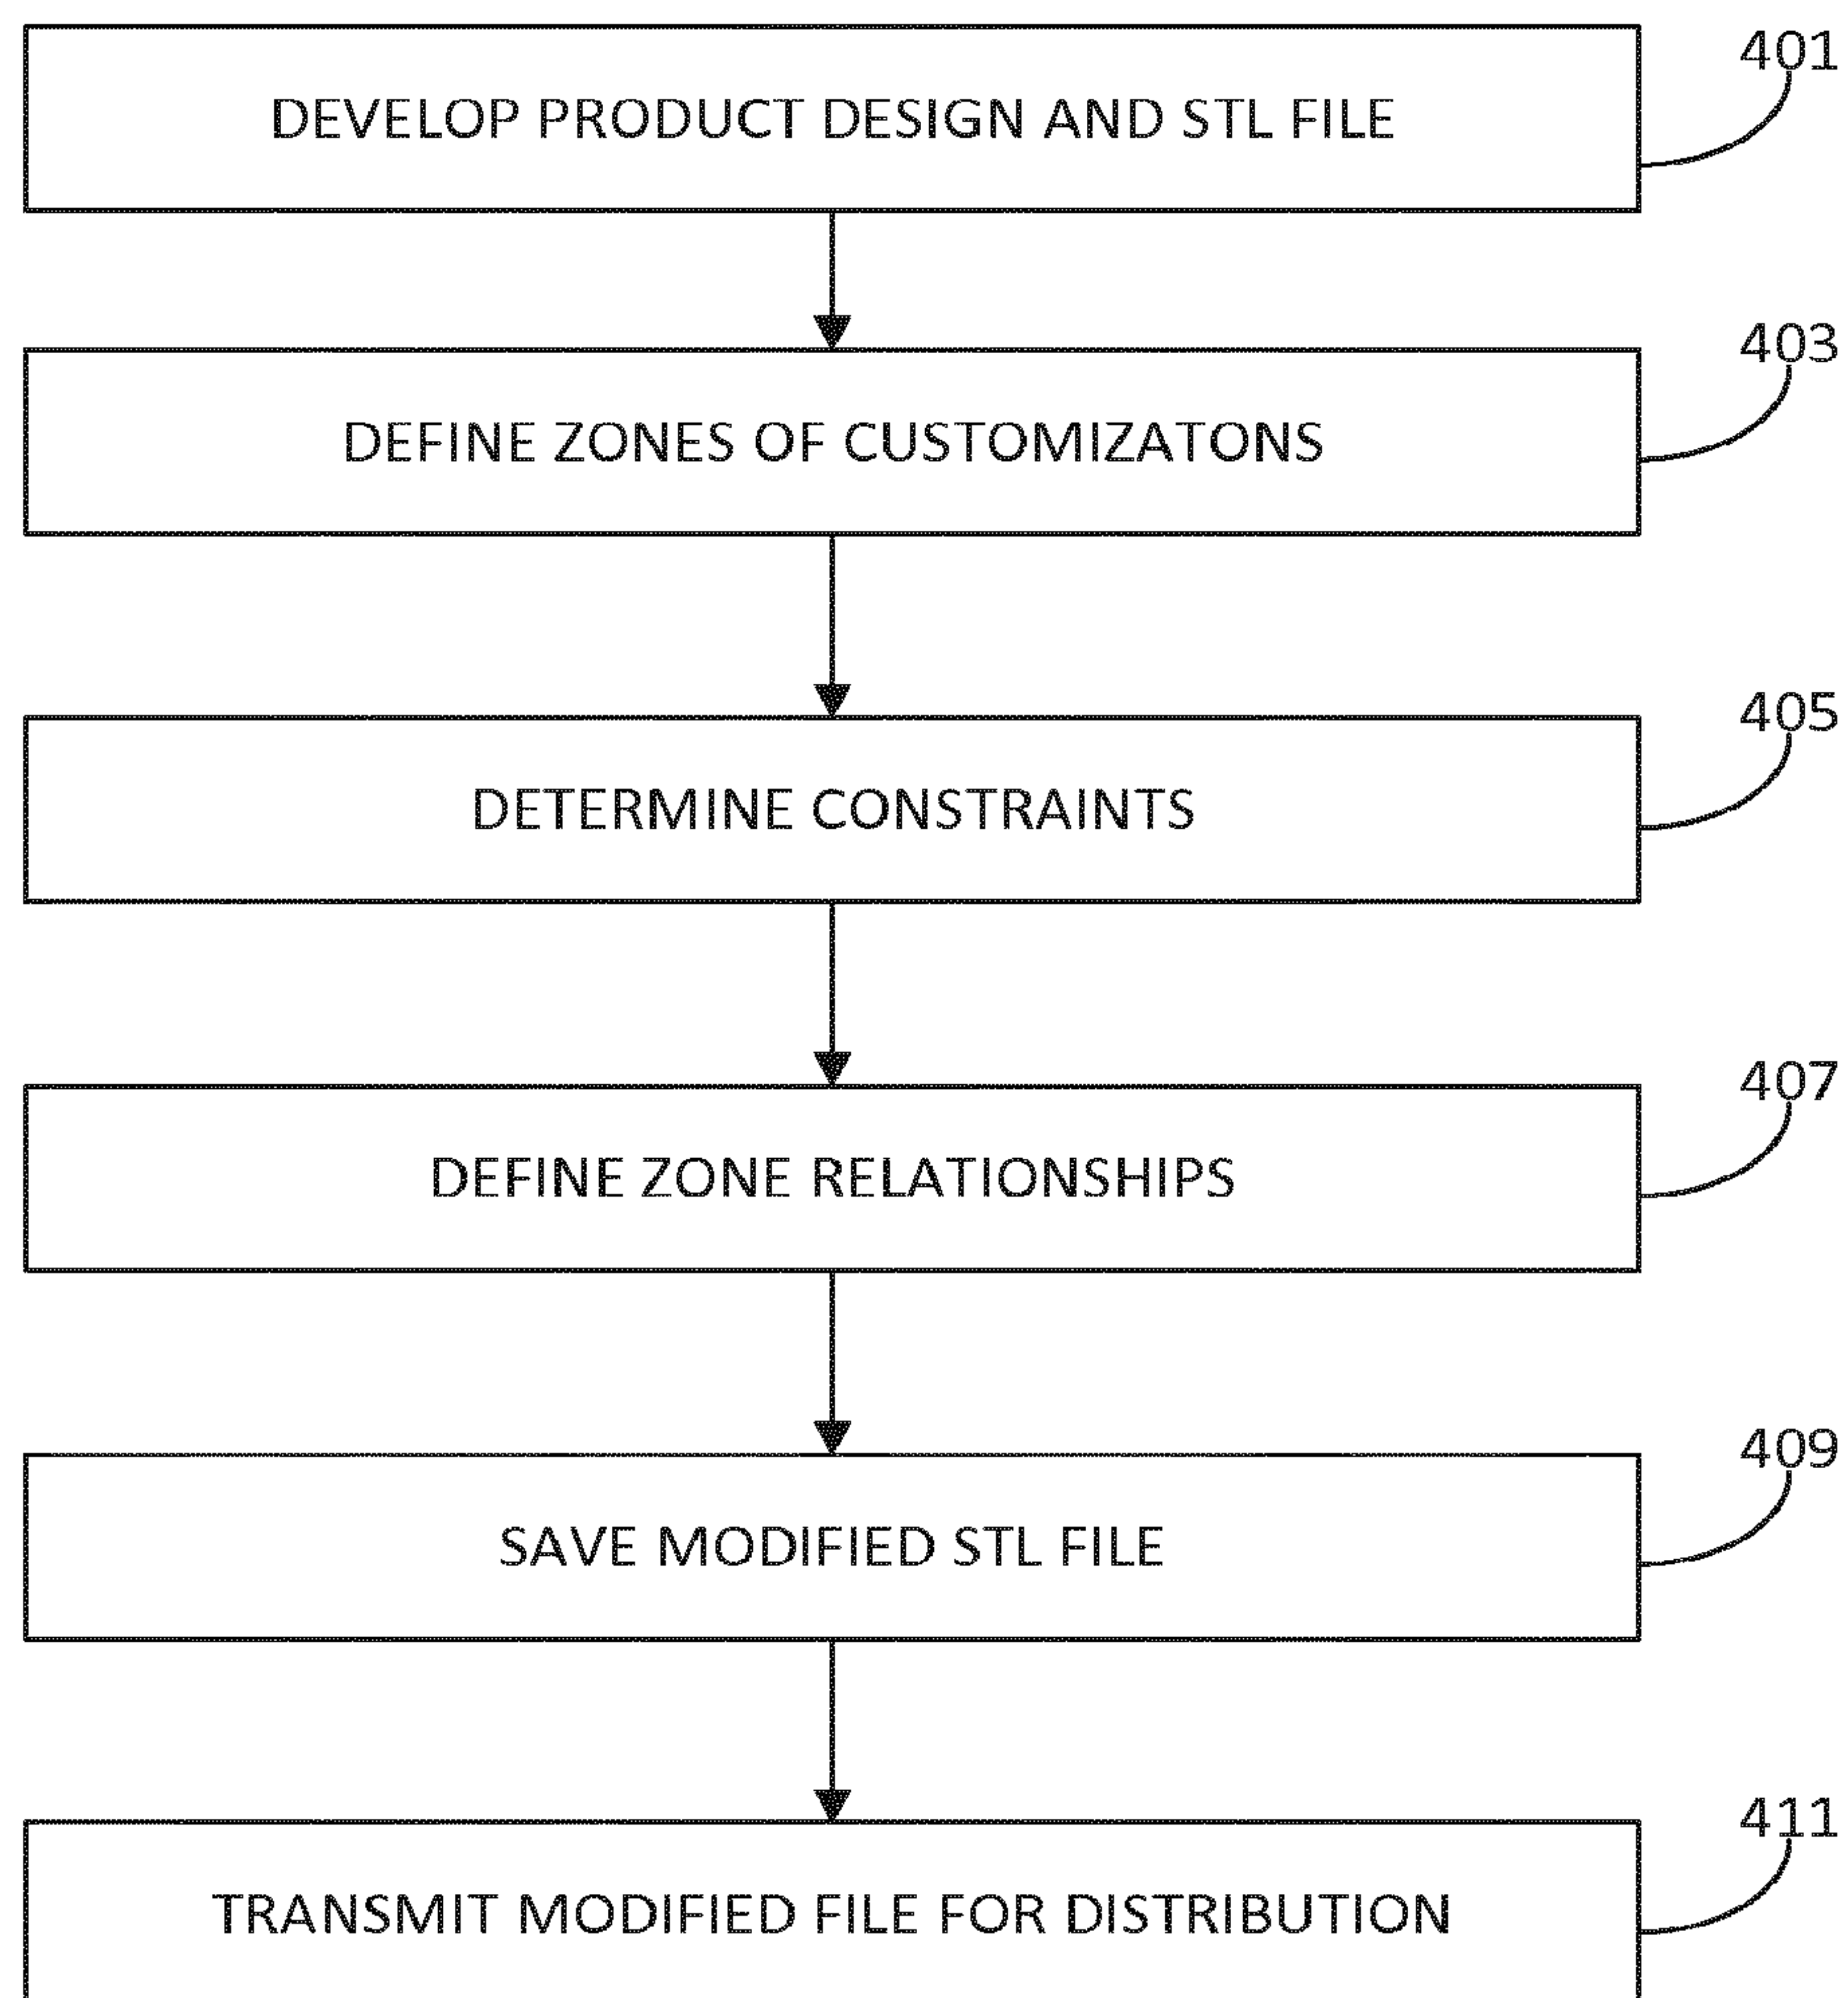 401
DEVELOP PRODUCT DESIGN AND STL FILE
403
DEFINE ZONES OF CUSTOMIZATONS
405
DETERMINE CONSTRAINTS
407
DEFINE ZONE RELATIONSHIPS
409
SAVE MODIFIED STL FILE
411
TRANSMIT MODIFIED FILE FOR DISTRIBUTION